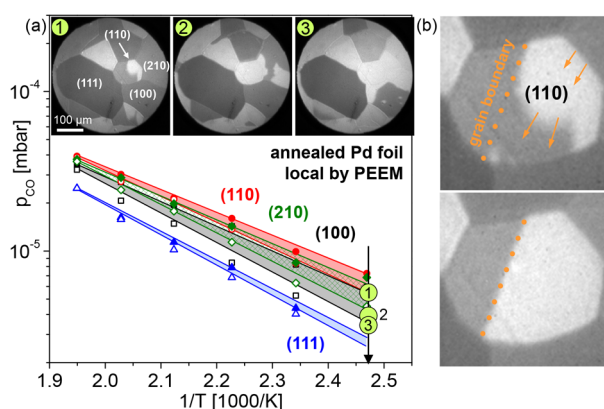 (a)
1
2
3
(110)
(210)
(111)
(100)
100 μm
annealed Pd foil
local by PEEM
(110)
(210)
(100)
(111)
1
2
3
10⁻⁴
10⁻⁵
p_CO [mbar]
1.9 2.0 2.1 2.2 2.3 2.4 2.5
1/T [1000/K]
(b)
grain boundary
(110)